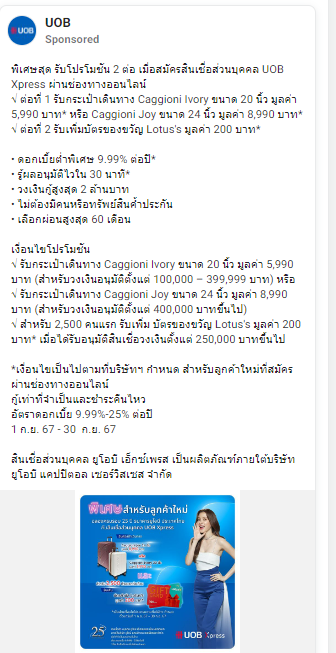 UOB
UOB
Sponsored
พิเศษสุด รับโปรโมชัน 2 ต่อ เมื่อสมัครสินเชื่อส่วนบุคคล UOB
Xpress ผ่านช่องทางออนไลน์
√ ต่อที่ 1 รับกระเป๋าเดินทาง Caggioni Ivory ขนาด 20 นิ้ว มูลค่า
5,990 บาท* หรือ Caggioni Joy ขนาด 24 นิ้ว มูลค่า 8,990 บาท*
√ ต่อที่ 2 รับเพิ่มบัตรของขวัญ Lotus's มูลค่า 200 บาท*
• ดอกเบี้ยต่ำพิเศษ 9.99% ต่อปี*
• รู้ผลอนุมัติไวใน 30 นาที*
• วงเงินกู้สูงสุด 2 ล้านบาท
• ไม่ต้องมีคนหรือทรัพย์สินค้ำประกัน
• เลือกผ่อนสูงสุด 60 เดือน
เงื่อนไขโปรโมชัน
√ รับกระเป๋าเดินทาง Caggioni Ivory ขนาด 20 นิ้ว มูลค่า 5,990
บาท (สำหรับวงเงินอนุมัติตั้งแต่ 100,000 – 399,999 บาท) หรือ
√ รับกระเป๋าเดินทาง Caggioni Joy ขนาด 24 นิ้ว มูลค่า 8,990
บาท (สำหรับวงเงินอนุมัติตั้งแต่ 400,000 บาทขึ้นไป)
√ สำหรับ 2,500 คนแรก รับเพิ่ม บัตรของขวัญ Lotus's มูลค่า 200
บาท* เมื่อได้รับอนุมัติสินเชื่อวงเงินตั้งแต่ 250,000 บาทขึ้นไป
*เงื่อนไขเป็นไปตามที่บริษัทฯ กำหนด สำหรับลูกค้าใหม่ที่สมัคร
ผ่านช่องทางออนไลน์
กู้เท่าที่จำเป็นและชำระคืนไหว
อัตราดอกเบี้ย 9.99%-25% ต่อปี
1 ก.ย. 67 - 30 ก.ย. 67
สินเชื่อส่วนบุคคล ยูโอบี เอ็กซ์เพรส เป็นผลิตภัณฑ์ภายใต้บริษัท
ยูโอบี แคปปิตอล เซอร์วิสเซส จำกัด
พิเศษสำหรับลูกค้าใหม่
25
UOB Xpress